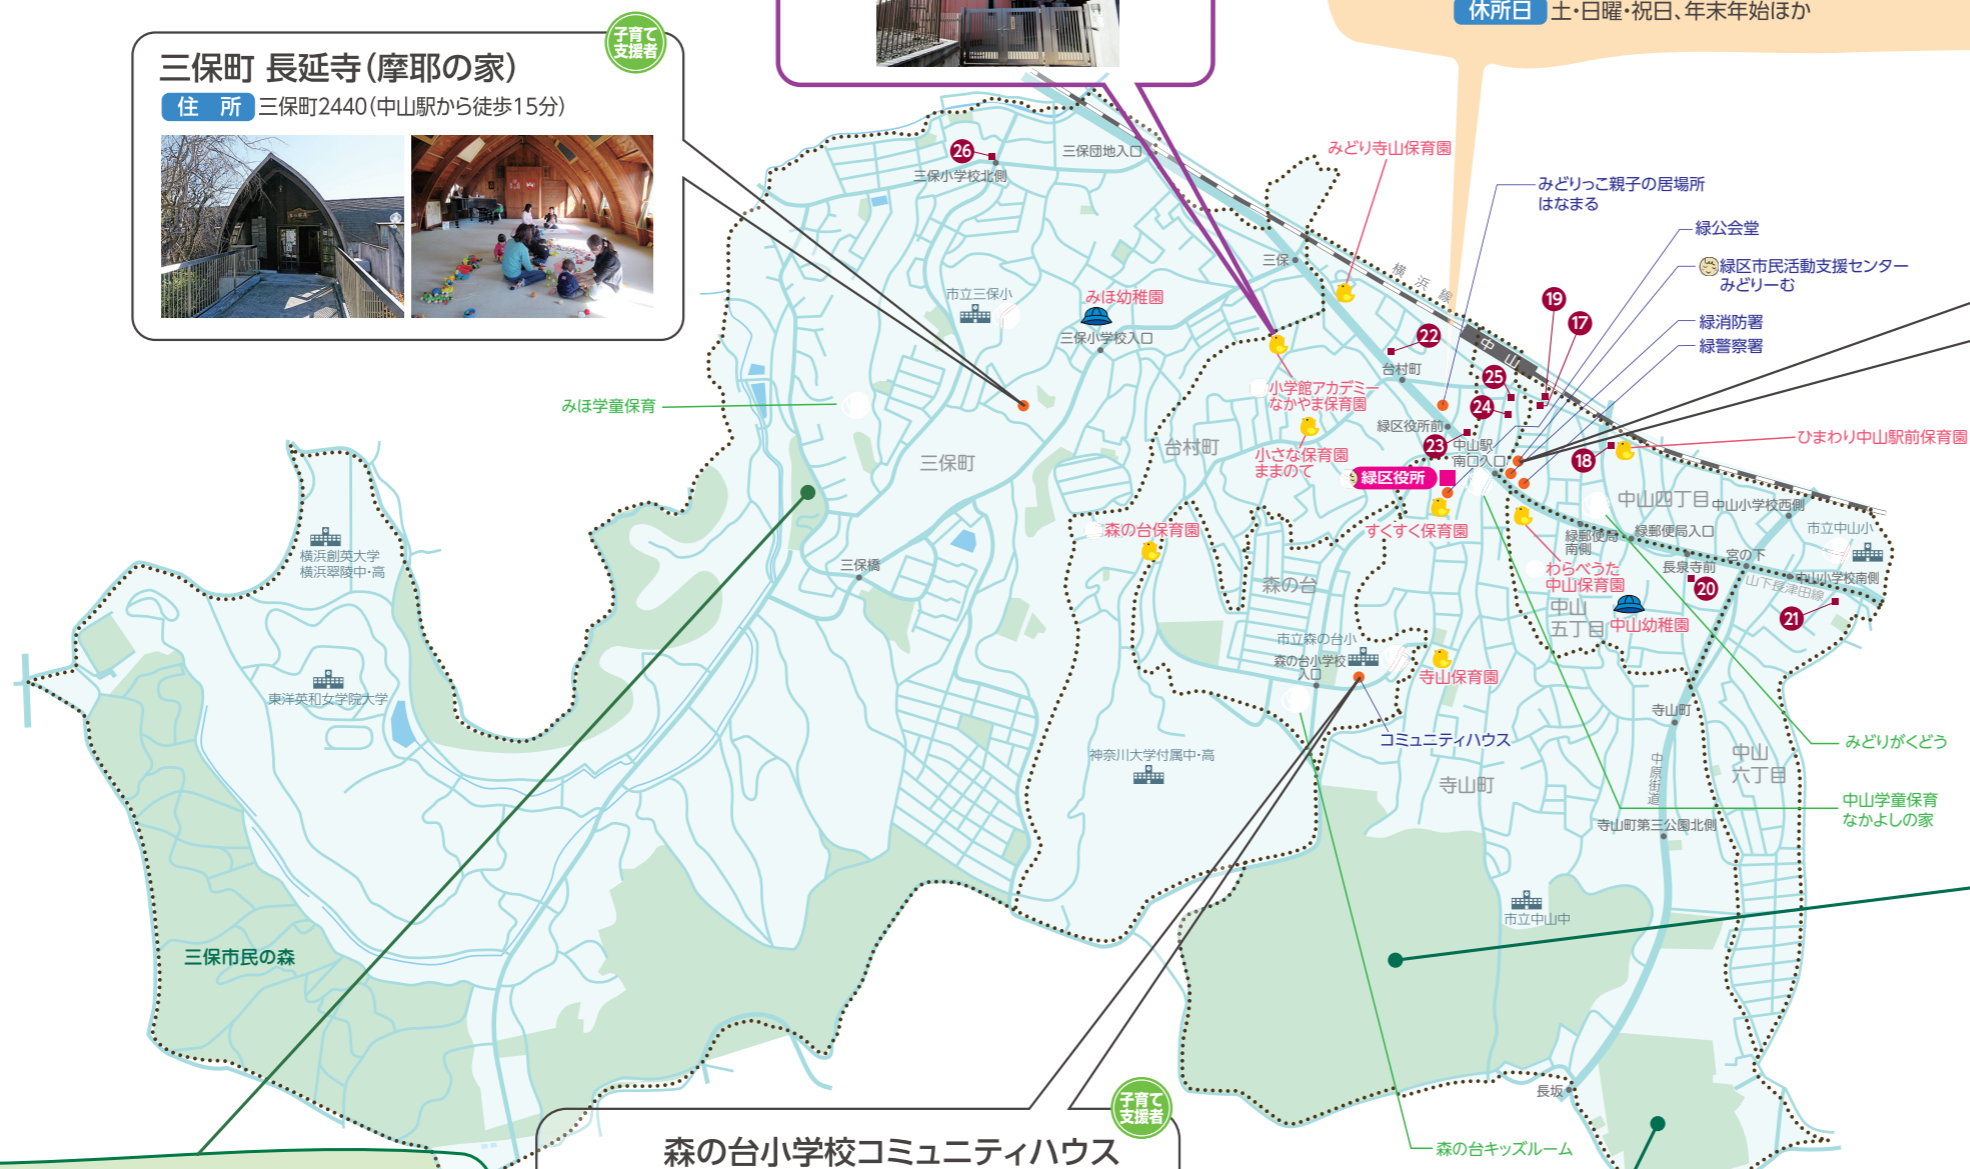 休所日 土・日曜・祝日、年末年始ほか
子育て
支援者
三保町 長延寺(摩耶の家)
住 所 三保町2440(中山駅から徒歩15分)
26
三保小学校北側
三保団地入口
みどり寺山保育園
みどりっこ親子の居場所
はなまる
緑公会堂
緑区市民活動支援センター
みどりーむ
緑消防署
緑警察署
三保
横浜線
中山
19
17
22
台村町
25
24
緑区役所前
23
中山駅
南口入口
18
ひまわり中山駅前保育園
市立三保小
みほ幼稚園
三保小学校入口
小学館アカデミー
なかやま保育園
小さな保育園
ままのて
台村町
三保町
みほ学童保育
緑区役所
すくすく保育園
中山四丁目
中山小学校西側
市立中山小
緑郵便局
南側
緑郵便局入口
宮の下
長泉寺前
中山小学校南側
山下長津田線
20
21
わらべうた
中山保育園
中山
五丁目
中山幼稚園
森の台保育園
森の台
三保橋
横浜創英大学
横浜翠陵中・高
東洋英和女学院大学
市立森の台小
森の台小学校
入口
寺山保育園
コミュニティハウス
神奈川大学付属中・高
寺山町
寺山町
中原街道
中山
六丁目
みどりがくどう
中山学童保育
なかよしの家
寺山町第三公園北側
市立中山中
三保市民の森
長坂
森の台キッズルーム
子育て
支援者
森の台小学校コミュニティハウス